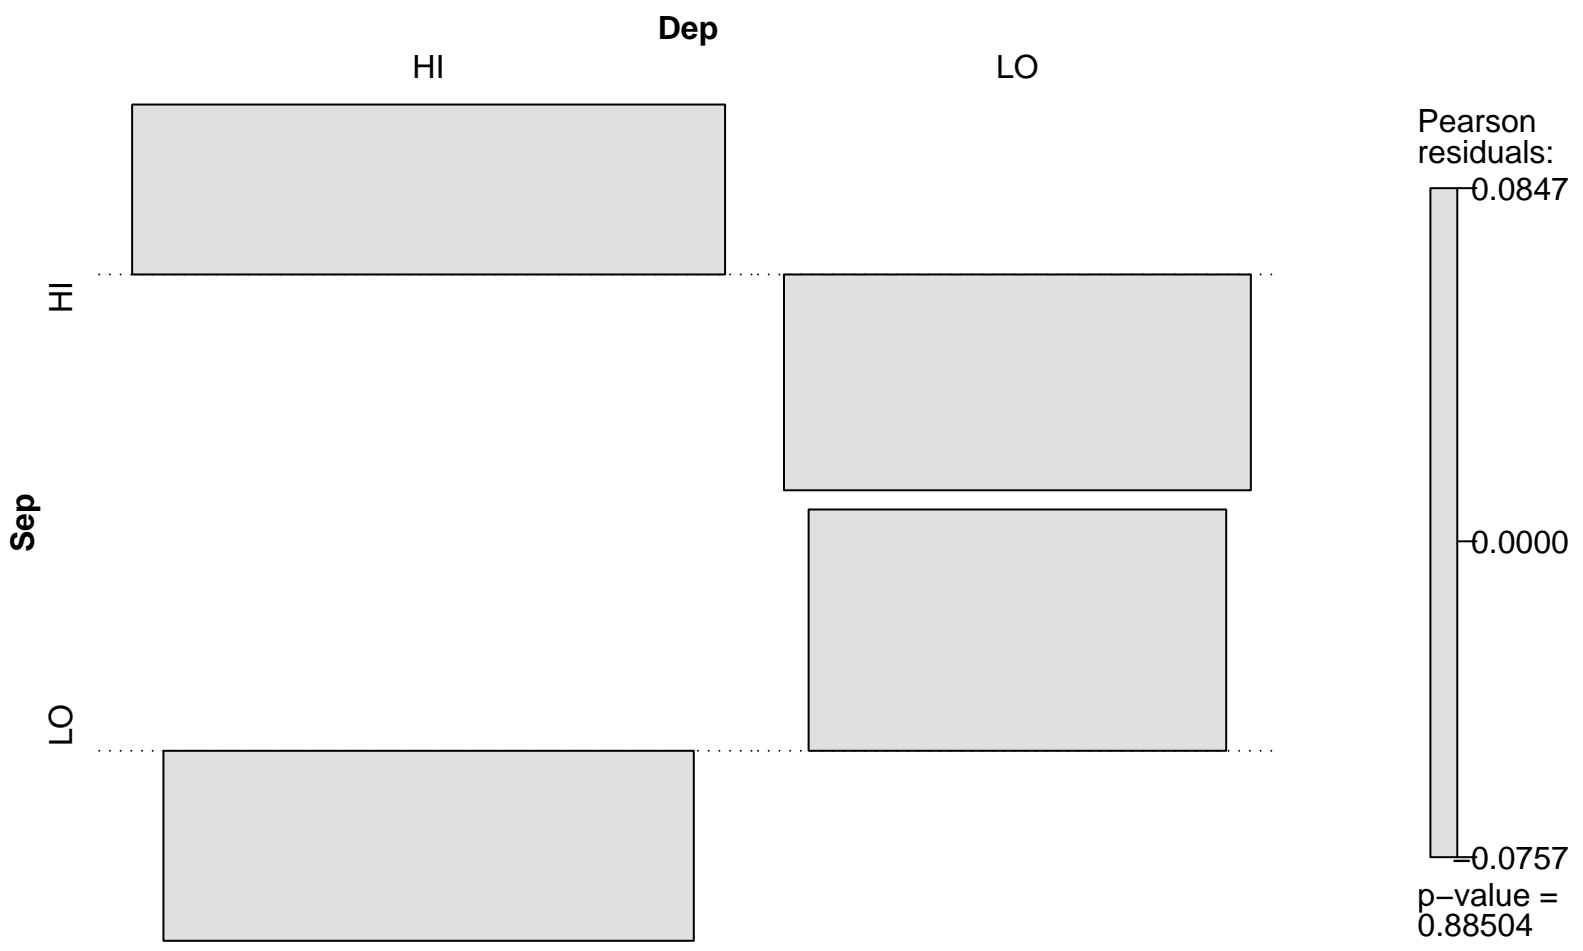 Dep
HI
LO
Pearson
residuals:
0.0847
HI
Sep
0.0000
LO
−0.0757
p−value =
0.88504